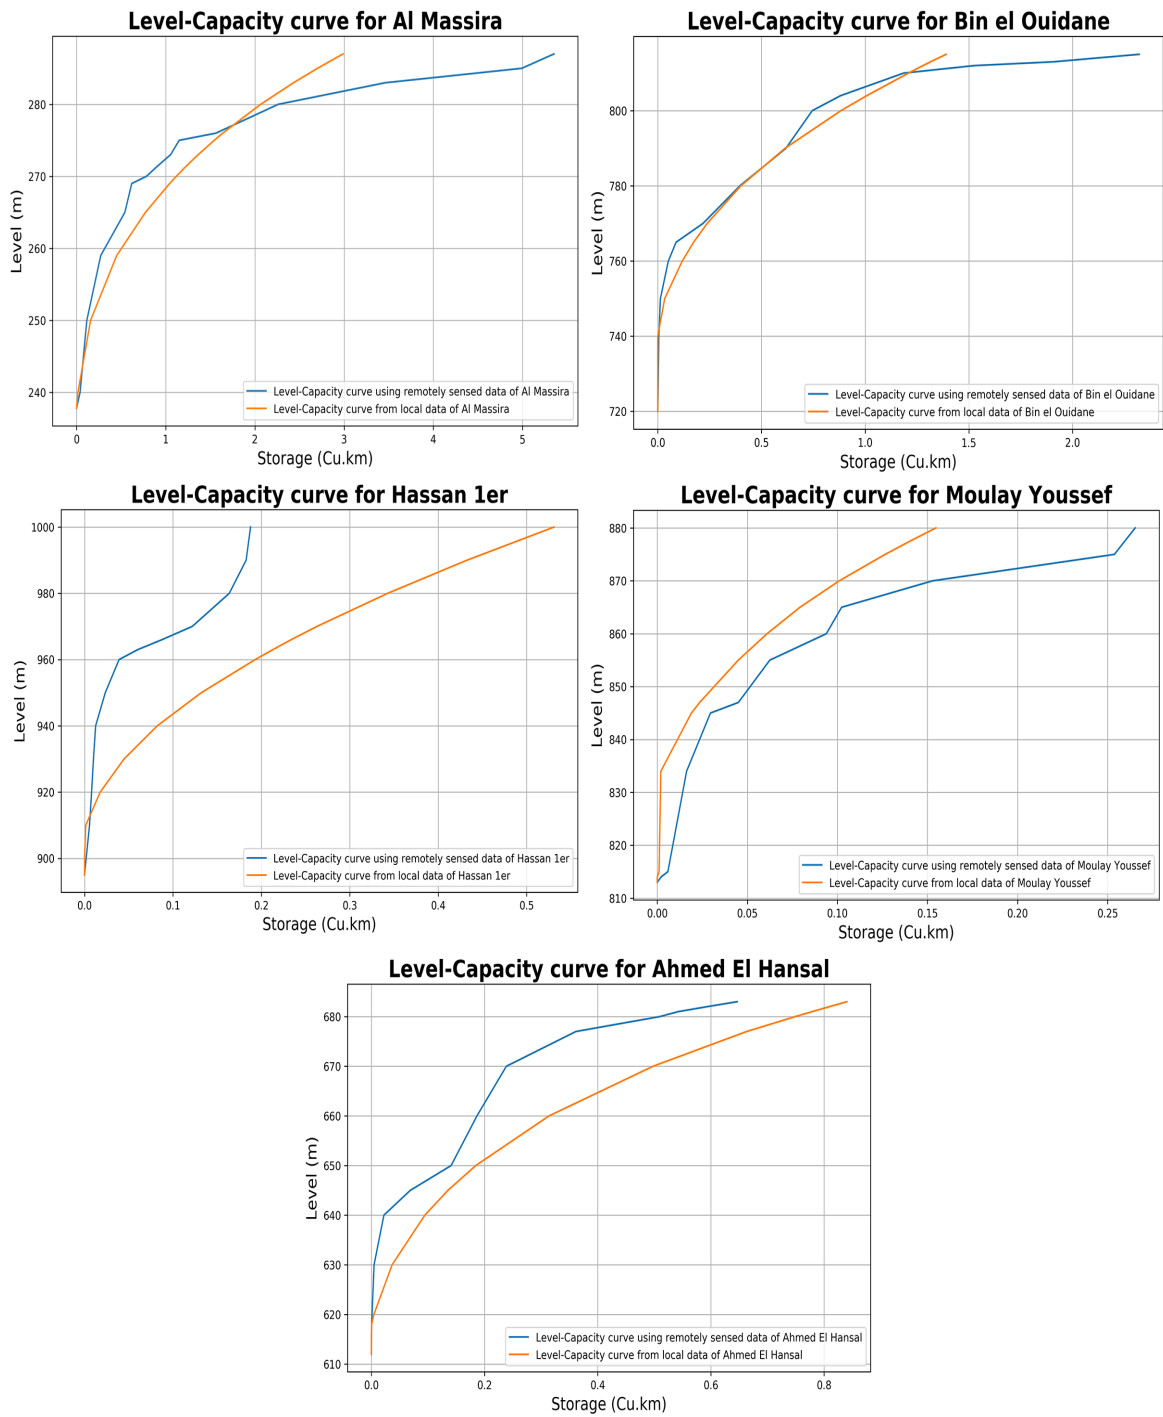 Level-Capacity curve for Al Massira
Level (m)
280
270
260
250
240
0 1 2 3 4 5
Storage (Cu.km)
Level-Capacity curve using remotely sensed data of Al Massira
Level-Capacity curve from local data of Al Massira
Level-Capacity curve for Bin el Ouidane
Level (m)
800
780
760
740
720
0.0 0.5 1.0 1.5 2.0
Storage (Cu.km)
Level-Capacity curve using remotely sensed data of Bin el Ouidane
Level-Capacity curve from local data of Bin el Ouidane
Level-Capacity curve for Hassan 1er
Level (m)
1000
980
960
940
920
900
0.0 0.1 0.2 0.3 0.4 0.5
Storage (Cu.km)
Level-Capacity curve using remotely sensed data of Hassan 1er
Level-Capacity curve from local data of Hassan 1er
Level-Capacity curve for Moulay Youssef
Level (m)
880
870
860
850
840
830
820
810
0.00 0.05 0.10 0.15 0.20 0.25
Storage (Cu.km)
Level-Capacity curve using remotely sensed data of Moulay Youssef
Level-Capacity curve from local data of Moulay Youssef
Level-Capacity curve for Ahmed El Hansal
Level (m)
680
670
660
650
640
630
620
610
0.0 0.2 0.4 0.6 0.8
Storage (Cu.km)
Level-Capacity curve using remotely sensed data of Ahmed El Hansal
Level-Capacity curve from local data of Ahmed El Hansal